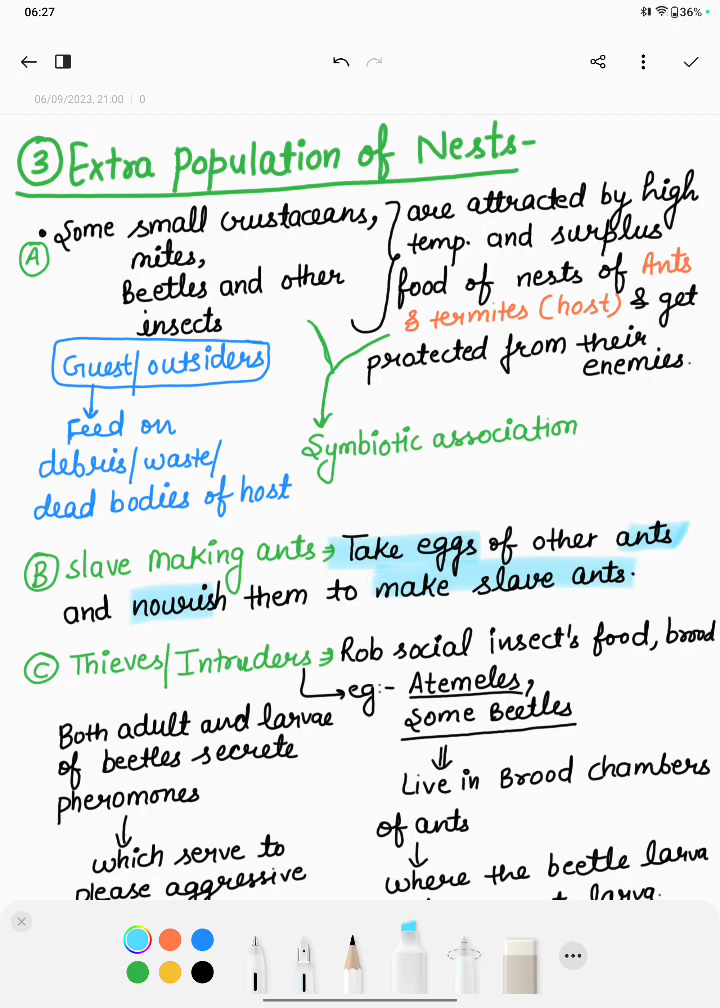 06:27
36%
06/09/2023, 21:00 | 0
③ Extra Population of Nests-
Ⓐ • Some small crustaceans,
mites,
Beetles and other
insects
are attracted by high
temp. and surplus
food of nests of Ants
& termites (host) & get
protected from their
enemies.
Guest/outsiders
Feed on
debris/waste/
dead bodies of host
Symbiotic association
Ⓑ Slave making ants → Take eggs of other ants
and nourish them to make slave ants.
Ⓒ Thieves/Intruders → Rob social insect's food, brood
eg:- Atemeles,
Some Beetles
Live in Brood chambers
of ants
where the beetle larva
larva.
Both adult and larvae
of beetles secrete
pheromones
which serve to
please aggressive